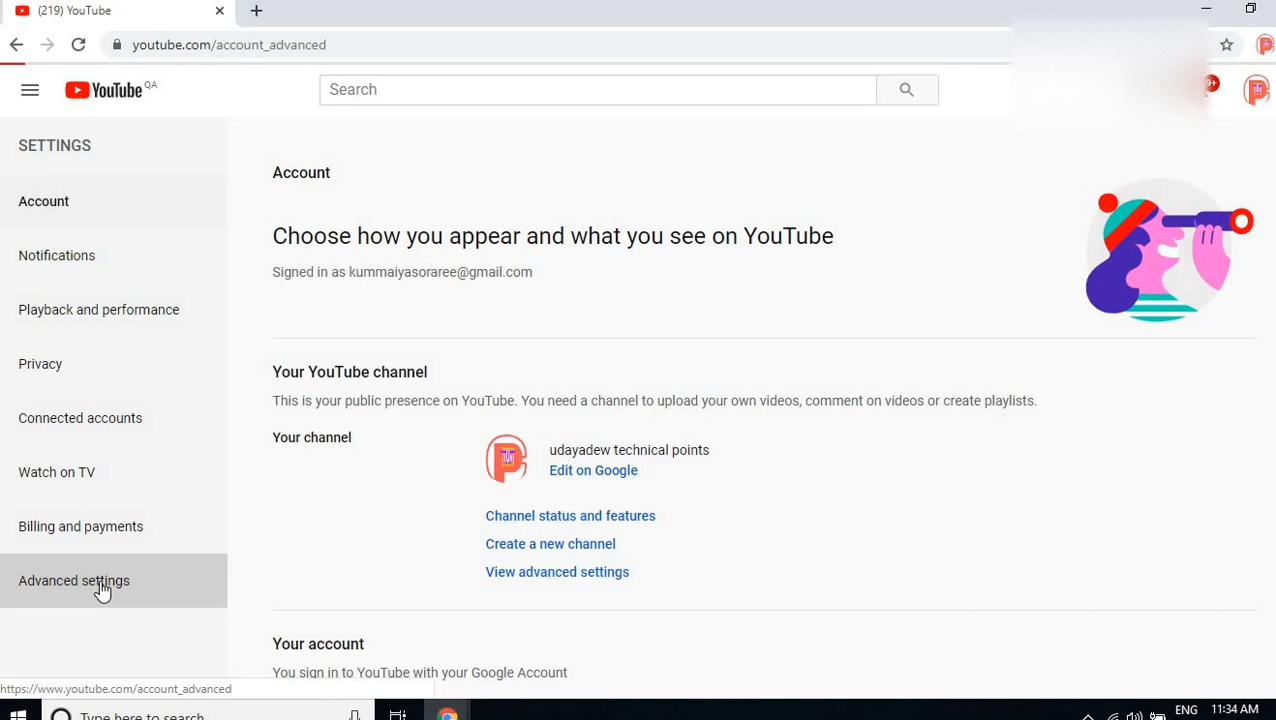 (219) YouTube
youtube.com/account_advanced
YouTube QA
Search
9+
SETTINGS
Account
Notifications
Playback and performance
Privacy
Connected accounts
Watch on TV
Billing and payments
Advanced settings
Account
Choose how you appear and what you see on YouTube
Signed in as kummaiyasoraree@gmail.com
Your YouTube channel
This is your public presence on YouTube. You need a channel to upload your own videos, comment on videos or create playlists.
Your channel
udayadew technical points
Edit on Google
Channel status and features
Create a new channel
View advanced settings
Your account
You sign in to YouTube with your Google Account
https://www.youtube.com/account_advanced
Type here to search
ENG
11:34 AM